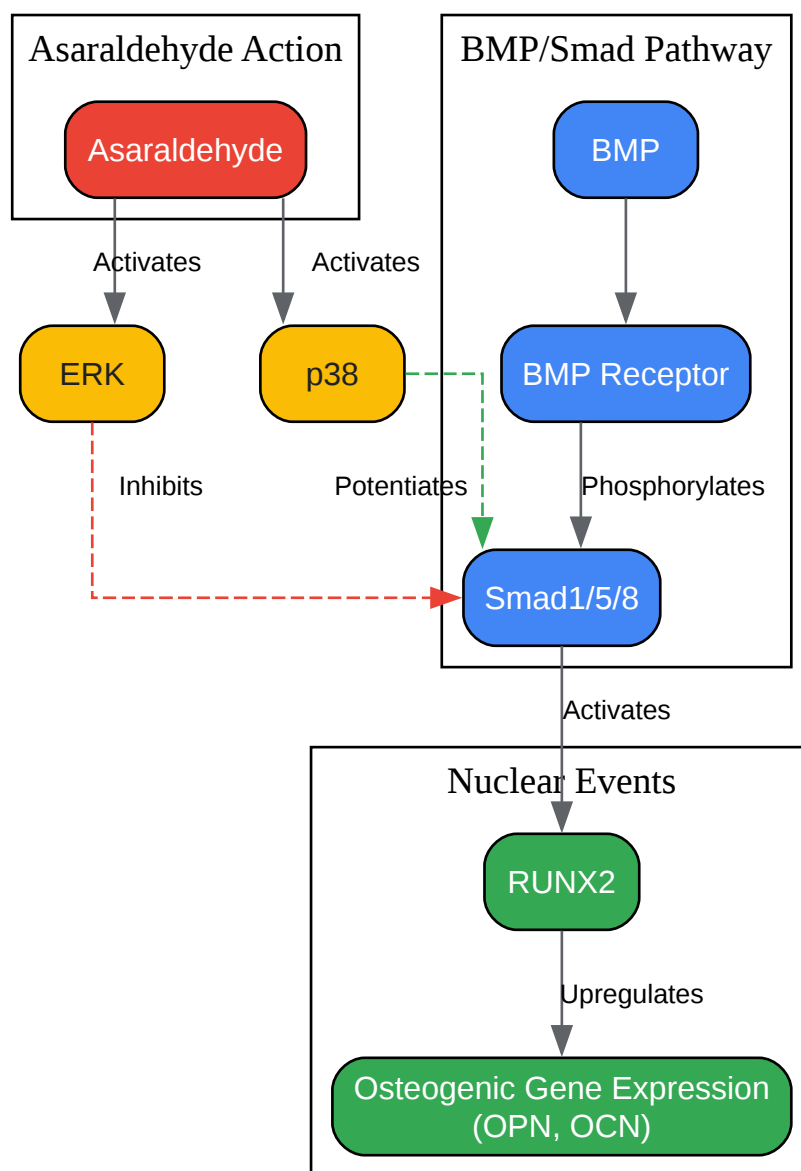 Asaraldehyde Action
BMP/Smad Pathway
Asaraldehyde
BMP
Activates
Activates
ERK
p38
BMP Receptor
Inhibits
Potentiates
Phosphorylates
Smad1/5/8
Activates
Nuclear Events
RUNX2
Upregulates
Osteogenic Gene Expression
(OPN, OCN)